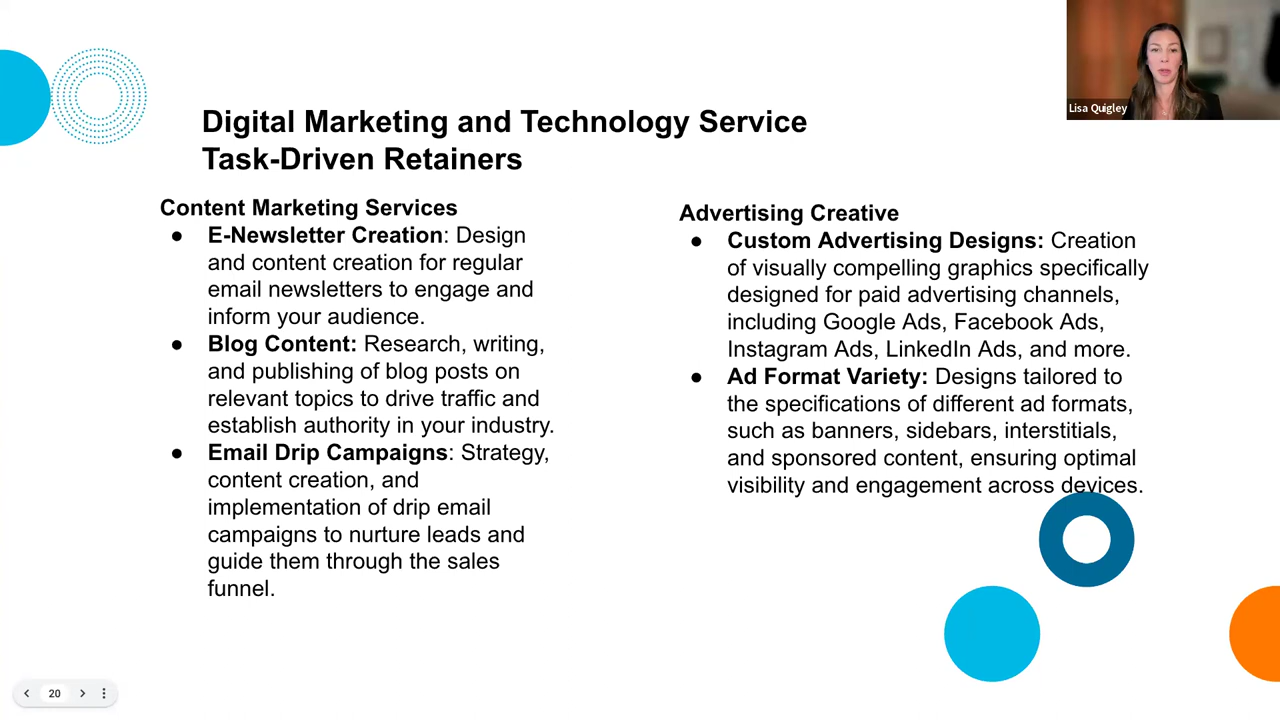 Lisa Quigley
Digital Marketing and Technology Service
Task-Driven Retainers
Content Marketing Services
● E-Newsletter Creation: Design
and content creation for regular
email newsletters to engage and
inform your audience.
● Blog Content: Research, writing,
and publishing of blog posts on
relevant topics to drive traffic and
establish authority in your industry.
● Email Drip Campaigns: Strategy,
content creation, and
implementation of drip email
campaigns to nurture leads and
guide them through the sales
funnel.
Advertising Creative
● Custom Advertising Designs: Creation
of visually compelling graphics specifically
designed for paid advertising channels,
including Google Ads, Facebook Ads,
Instagram Ads, LinkedIn Ads, and more.
● Ad Format Variety: Designs tailored to
the specifications of different ad formats,
such as banners, sidebars, interstitials,
and sponsored content, ensuring optimal
visibility and engagement across devices.
20